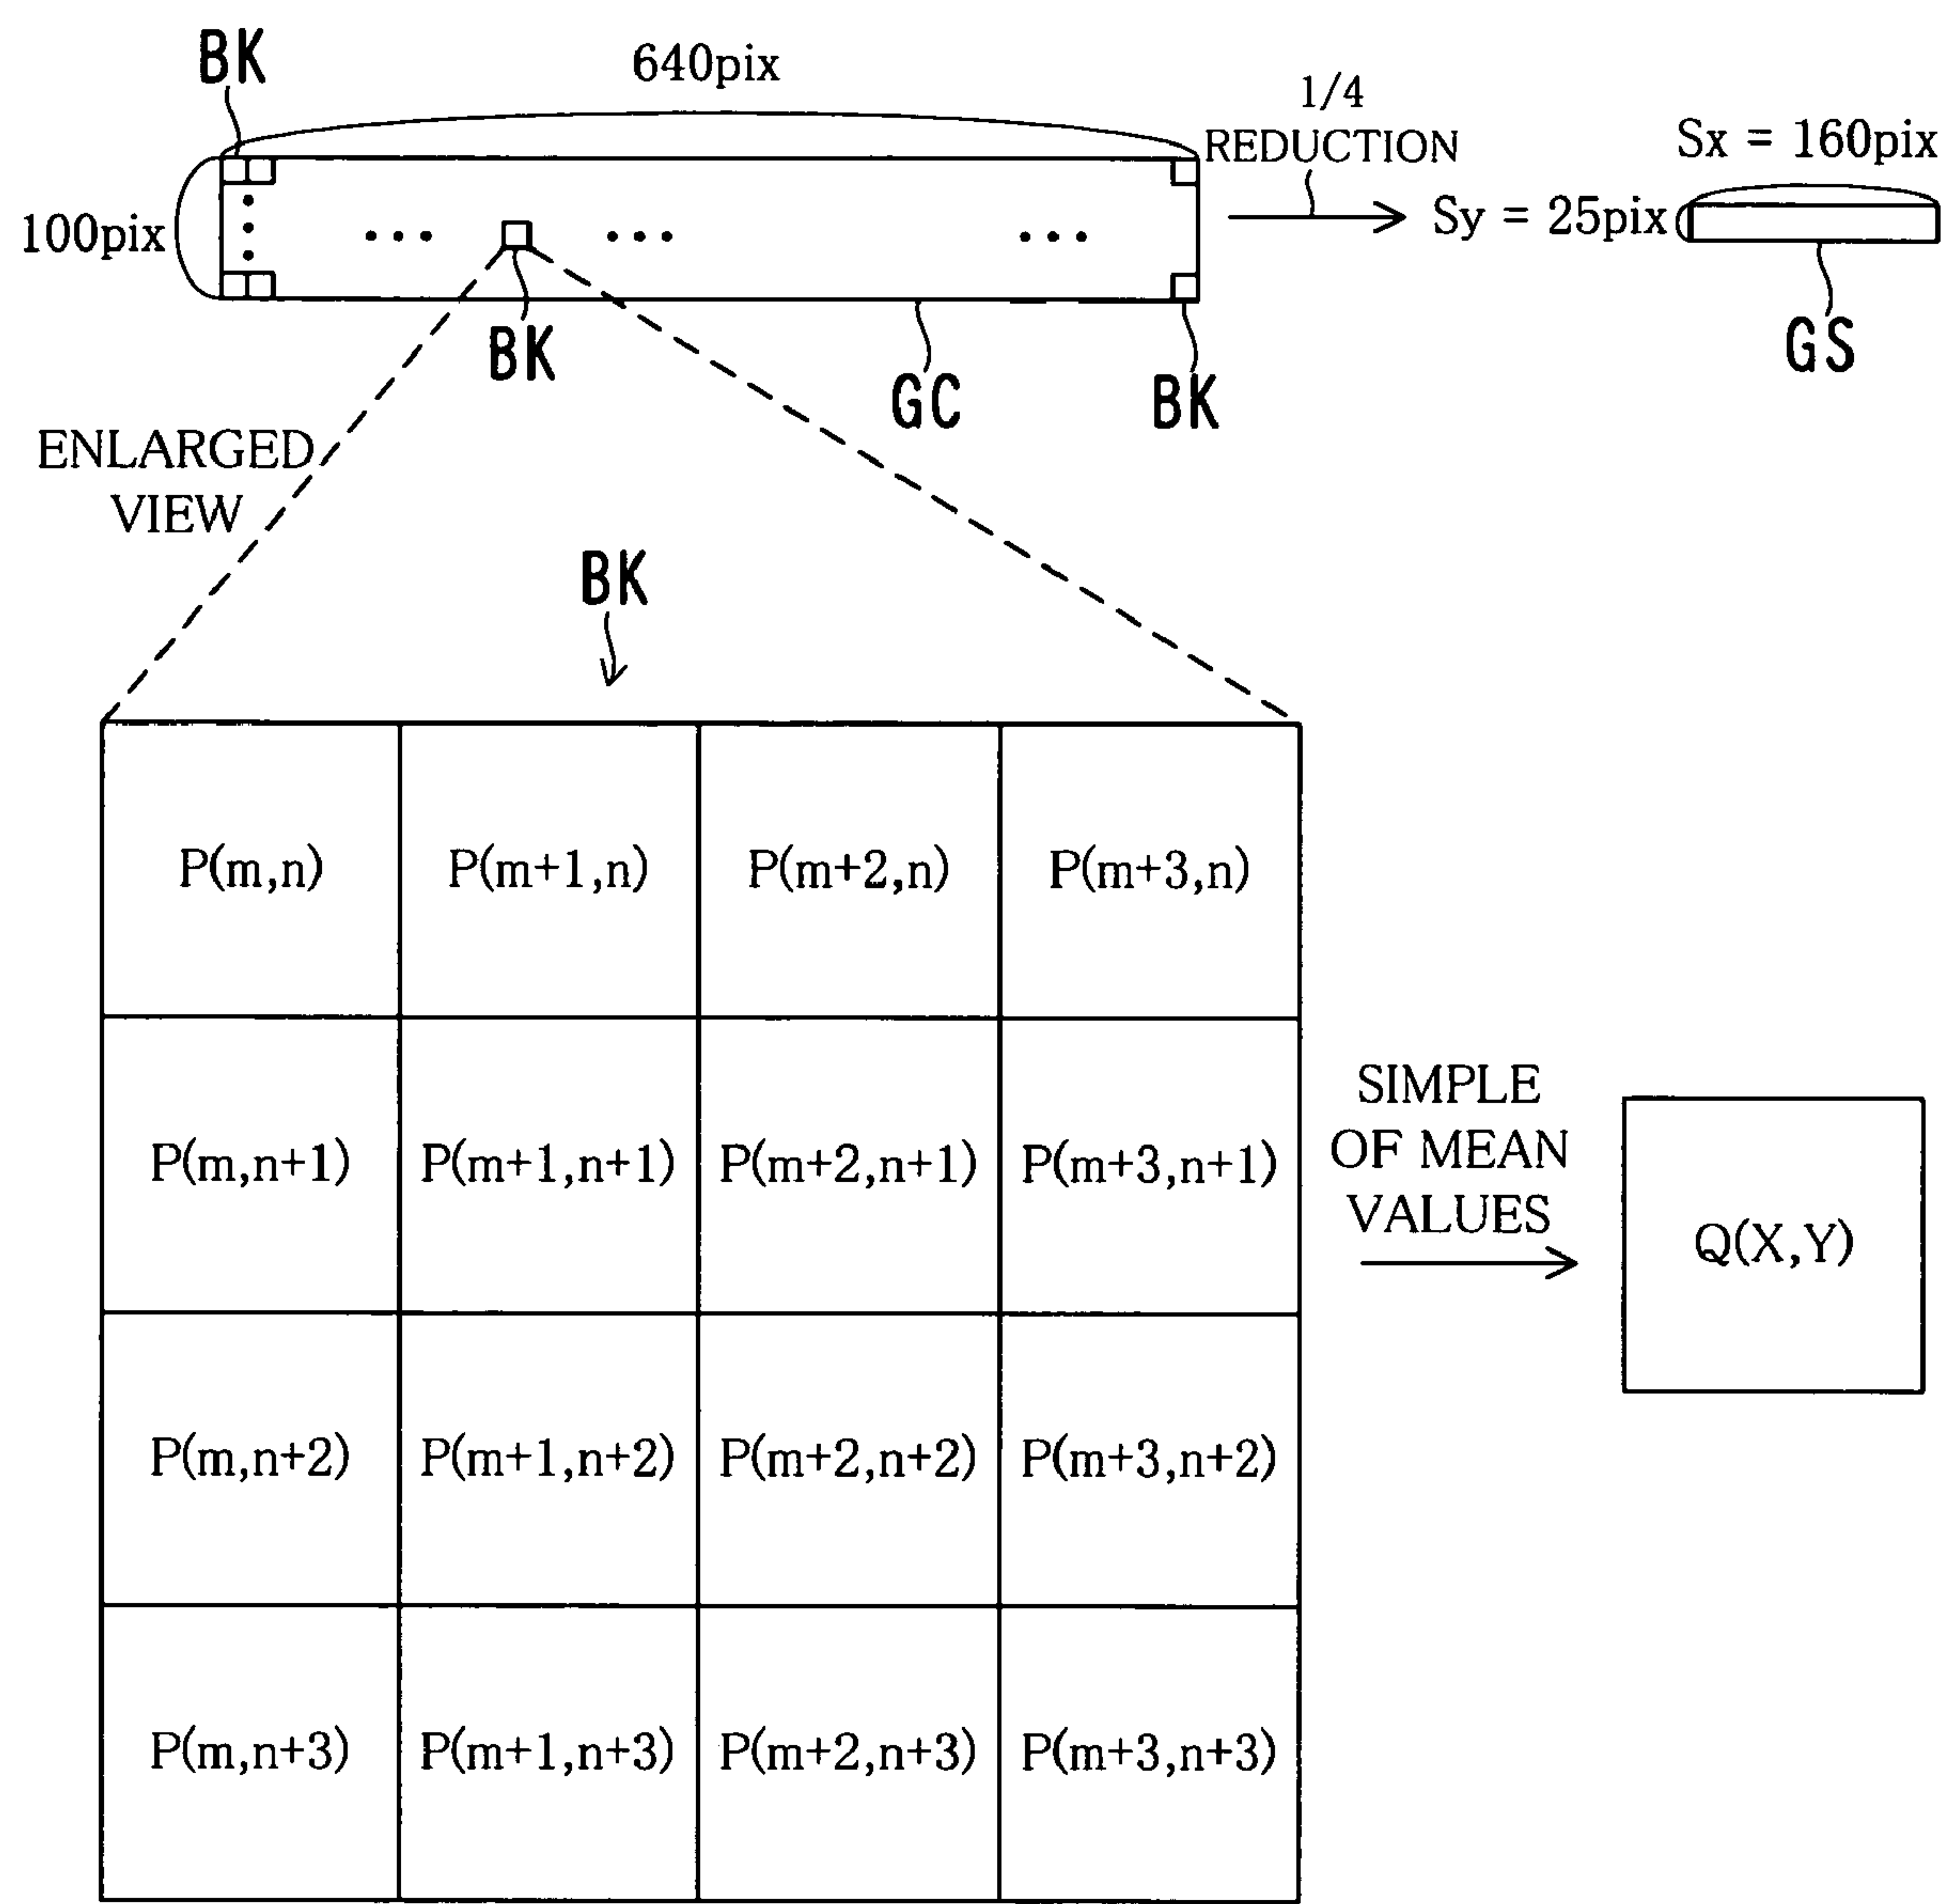 BK
640pix
1/4
REDUCTION
Sx = 160pix
100pix
Sy = 25pix
BK
GC
BK
GS
ENLARGED
VIEW
BK
P(m,n) P(m+1,n) P(m+2,n) P(m+3,n)
P(m,n+1) P(m+1,n+1) P(m+2,n+1) P(m+3,n+1)
SIMPLE
OF MEAN
VALUES
Q(X,Y)
P(m,n+2) P(m+1,n+2) P(m+2,n+2) P(m+3,n+2)
P(m,n+3) P(m+1,n+3) P(m+2,n+3) P(m+3,n+3)